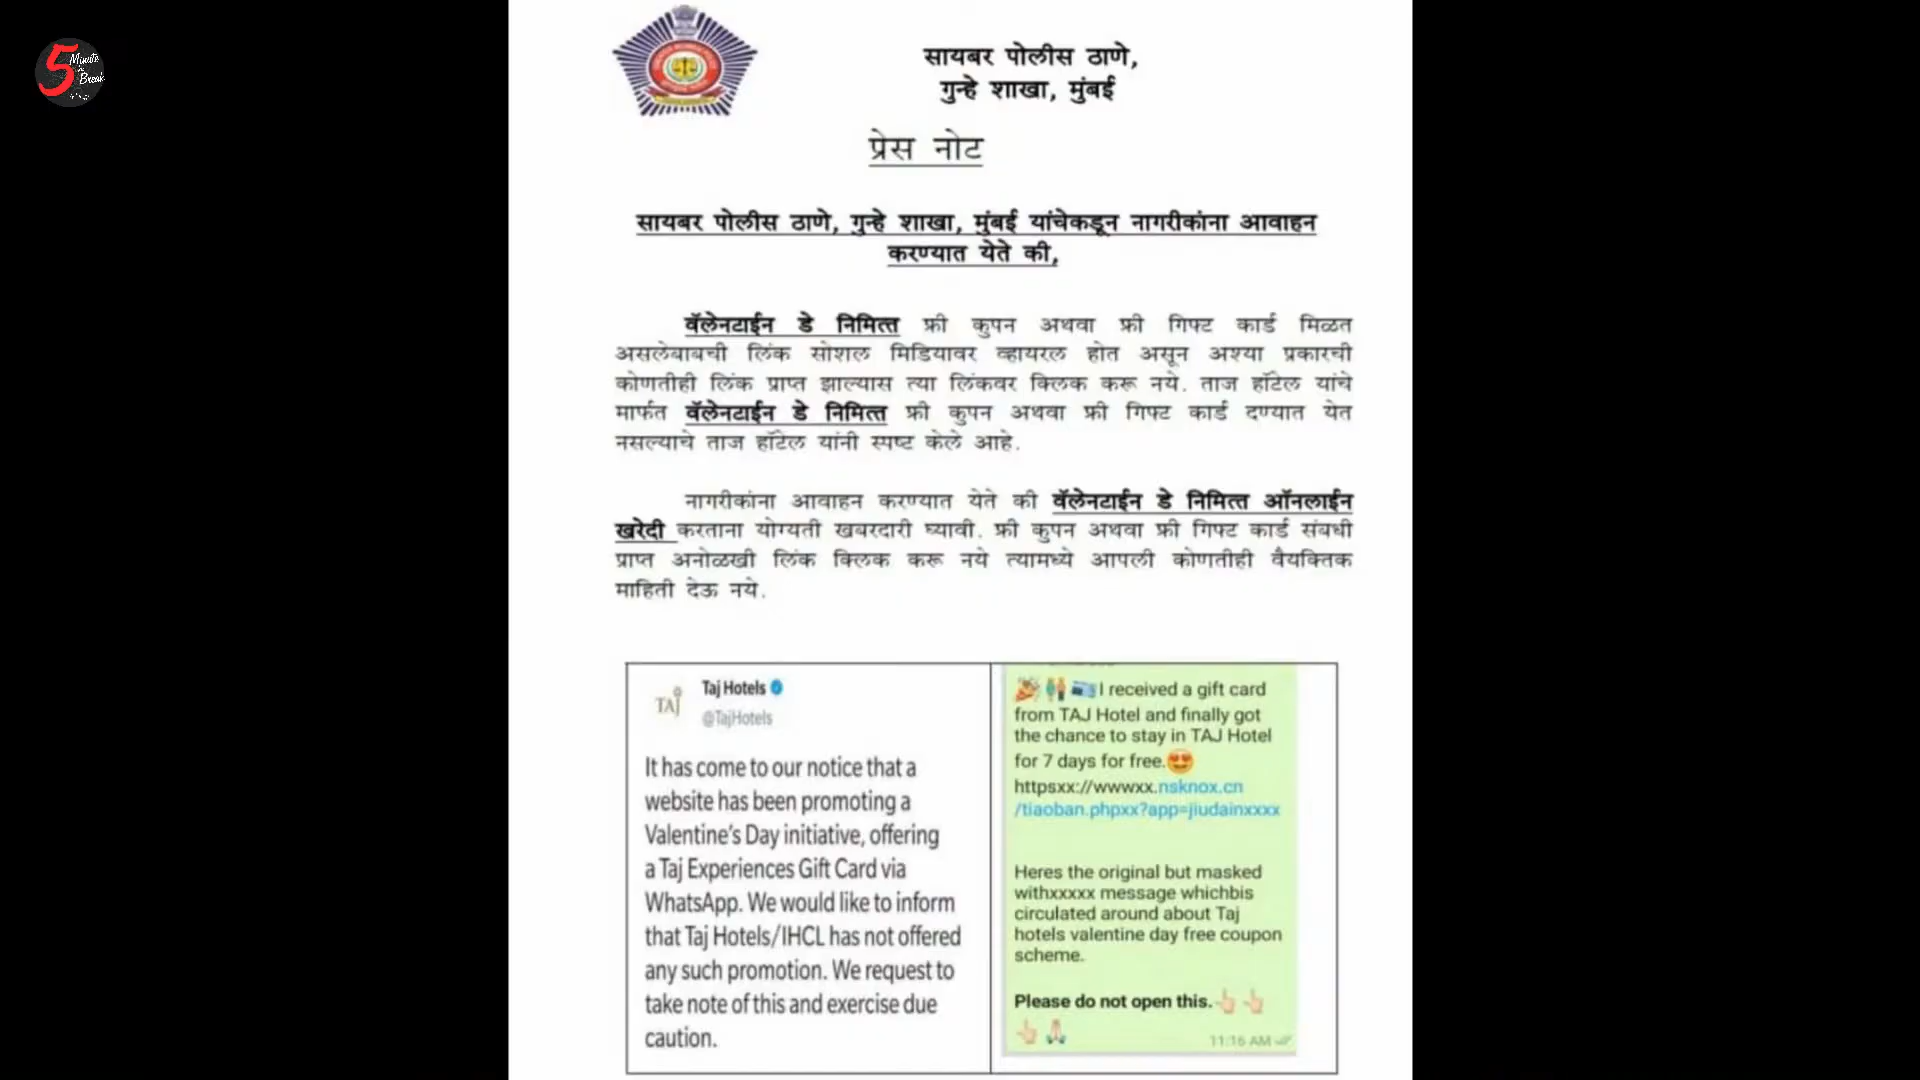 5 Minute
Break
सायबर पोलीस ठाणे,
गुन्हे शाखा, मुंबई
प्रेस नोट
सायबर पोलीस ठाणे, गुन्हे शाखा, मुंबई यांचेकडून नागरीकांना आवाहन
करण्यात येते की,
वॅलेनटाईन डे निमित्त फ्री कुपन अथवा फ्री गिफ्ट कार्ड मिळत
असलेबाबची लिंक सोशल मिडियावर व्हायरल होत असून अश्या प्रकारची
कोणतीही लिंक प्राप्त झाल्यास त्या लिंकवर क्लिक करू नये. ताज हॉटेल यांचे
मार्फत वॅलेनटाईन डे निमित्त फ्री कुपन अथवा फ्री गिफ्ट कार्ड दण्यात येत
नसल्याचे ताज हॉटेल यांनी स्पष्ट केले आहे.
नागरीकांना आवाहन करण्यात येते की वॅलेनटाईन डे निमित्त ऑनलाईन
खरेदी करताना योग्यती खबरदारी घ्यावी. फ्री कुपन अथवा फ्री गिफ्ट कार्ड संबधी
प्राप्त अनोळखी लिंक क्लिक करू नये त्यामध्ये आपली कोणतीही वैयक्तिक
माहिती देऊ नये.
TAJ
Taj Hotels
@TajHotels
It has come to our notice that a
website has been promoting a
Valentine's Day initiative, offering
a Taj Experiences Gift Card via
WhatsApp. We would like to inform
that Taj Hotels/IHCL has not offered
any such promotion. We request to
take note of this and exercise due
caution.
I received a gift card
from TAJ Hotel and finally got
the chance to stay in TAJ Hotel
for 7 days for free.😍
httpsxx://wwwxx.nsknox.cn
/tiaoban.phpxx?app=jiudainxxxx
Heres the original but masked
withxxxxx message whichbis
circulated around about Taj
hotels valentine day free coupon
scheme.
Please do not open this.
11:16 AM